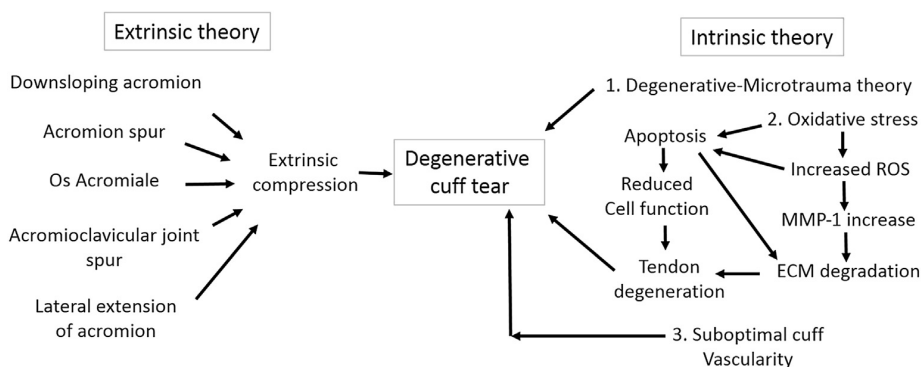 Extrinsic theory
Downsloping acromion
Acromion spur
Os Acromiale
Acromioclavicular joint
spur
Lateral extension
of acromion
Extrinsic
compression
Degenerative
cuff tear
Intrinsic theory
1. Degenerative-Microtrauma theory
2. Oxidative stress
Apoptosis
Increased ROS
Reduced
Cell function
MMP-1 increase
Tendon
degeneration
ECM degradation
3. Suboptimal cuff
Vascularity